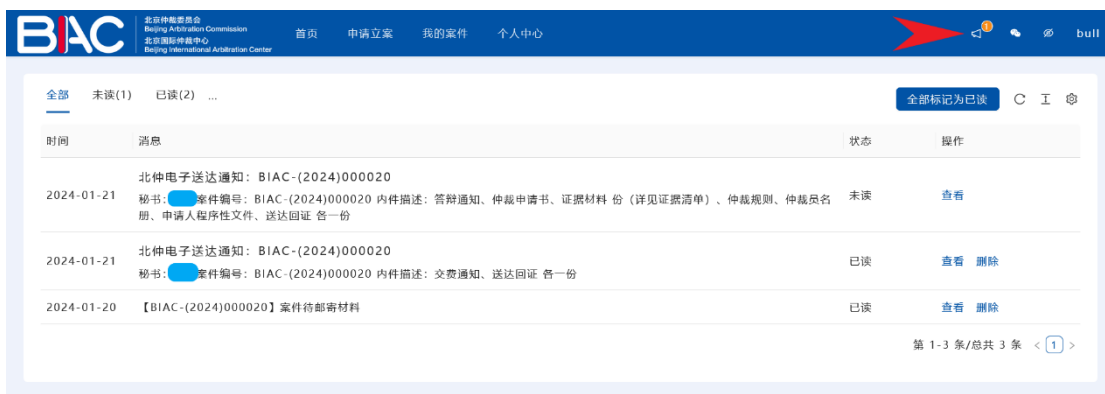 BIAC
北京仲裁委员会
Beijing Arbitration Commission
北京国际仲裁中心
Beijing International Arbitration Center
首页 申请立案 我的案件 个人中心
1
bull
全部 未读(1) 已读(2) ...
全部标记为已读
时间 消息 状态 操作
北仲电子送达通知：BIAC-(2024)000020
2024-01-21 秘书： 案件编号：BIAC-(2024)000020 内件描述：答辩通知、仲裁申请书、证据材料 份（详见证据清单）、仲裁规则、仲裁员名 未读 查看
册、申请人程序性文件、送达回证 各一份
北仲电子送达通知：BIAC-(2024)000020
2024-01-21 秘书： 案件编号：BIAC-(2024)000020 内件描述：交费通知、送达回证 各一份 已读 查看 删除
2024-01-20 【BIAC-(2024)000020】案件待邮寄材料 已读 查看 删除
第 1-3 条/总共 3 条 < 1 >